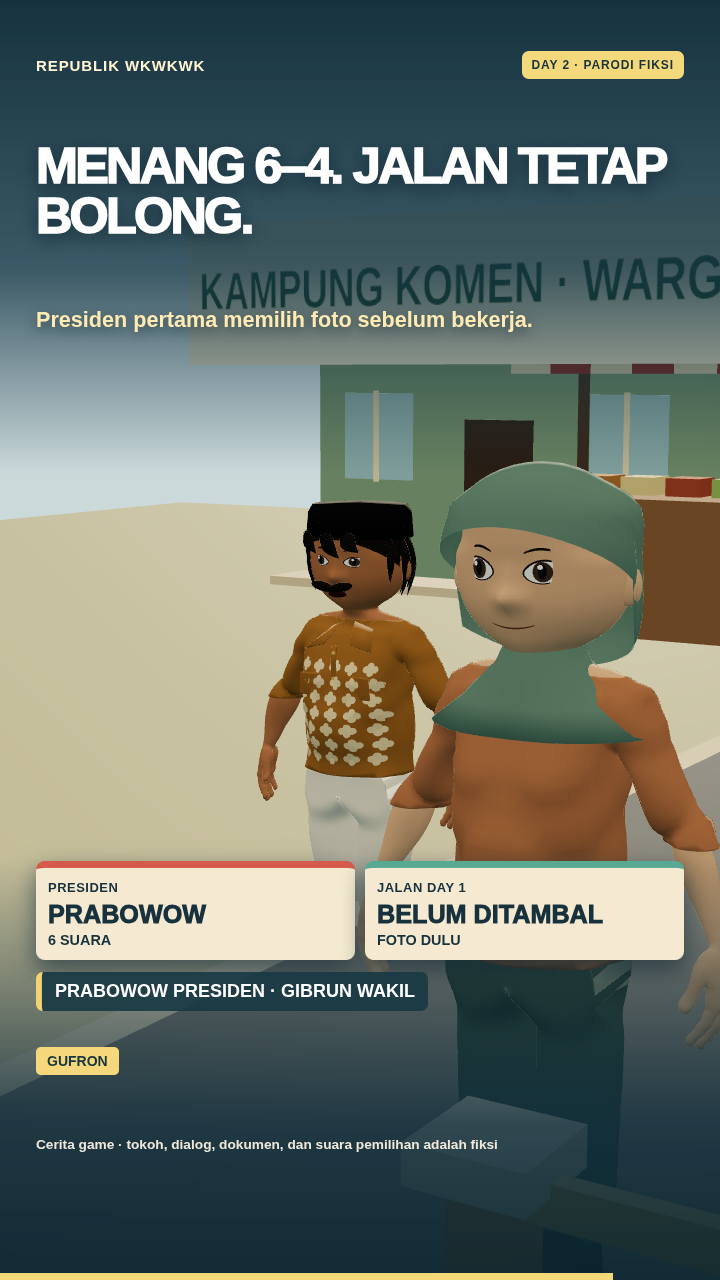 REPUBLIK WKWKWK
DAY 2 · PARODI FIKSI
MENANG 6–4. JALAN TETAP
BOLONG.
KAMPUNG KOMEN · WARG
Presiden pertama memilih foto sebelum bekerja.
PRESIDEN
PRABOWOW
6 SUARA
JALAN DAY 1
BELUM DITAMBAL
FOTO DULU
PRABOWOW PRESIDEN · GIBRUN WAKIL
GUFRON
Cerita game · tokoh, dialog, dokumen, dan suara pemilihan adalah fiksi